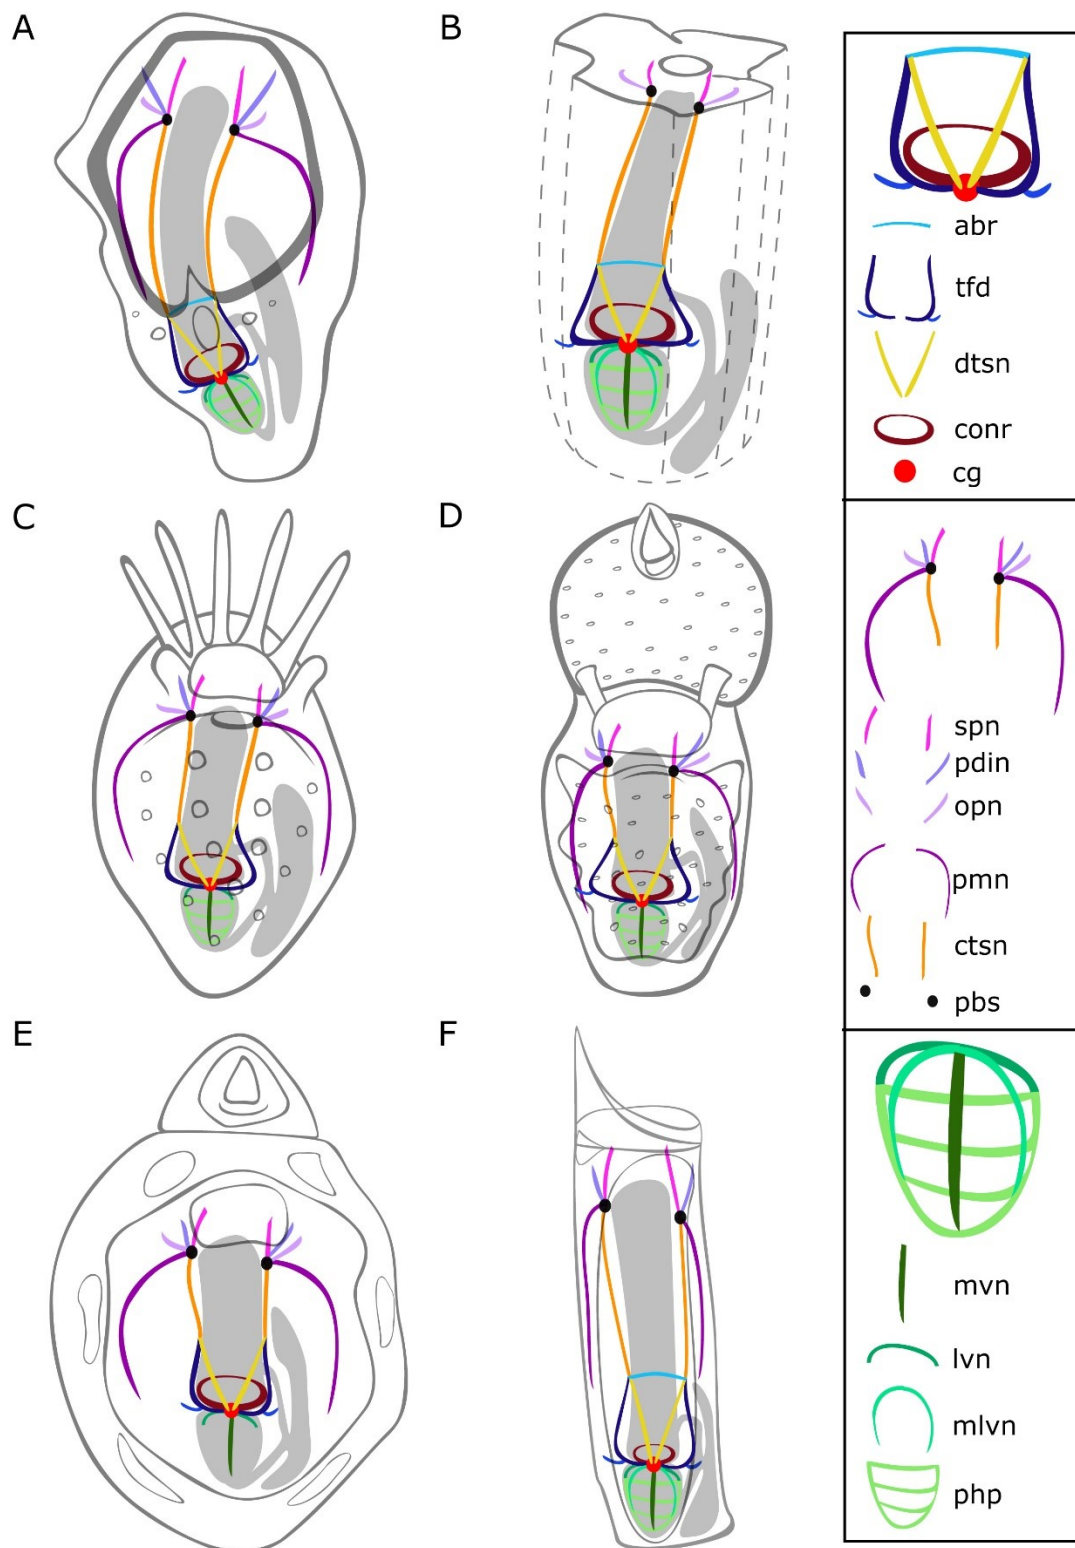 A
B
C
D
E
F
abr
tfd
dtsn
conr
cg
spn
pdin
opn
pmn
ctsn
pbs
mvn
lvn
mlvn
php